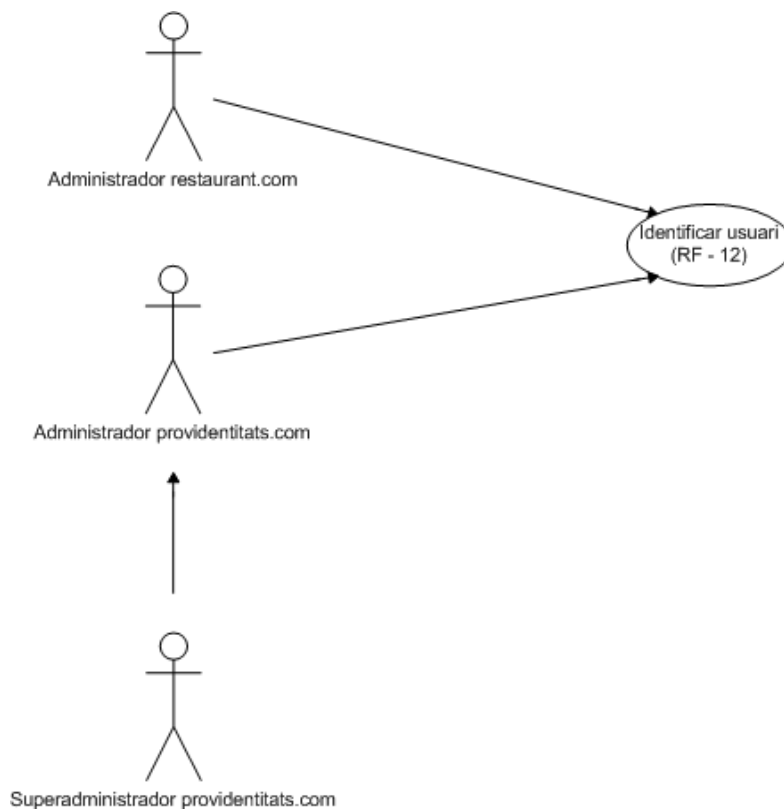 Administrador restaurant.com
Identificar usuari
(RF - 12)
Administrador providentitats.com
Superadministrador providentitats.com